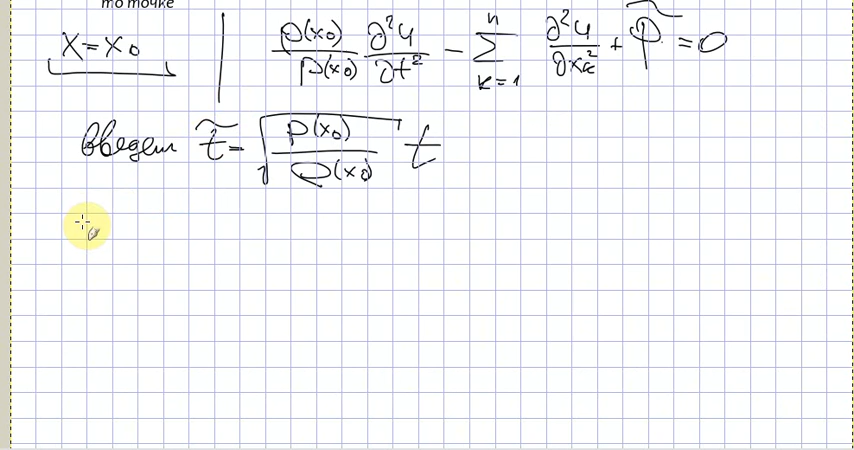 то точке
x = x₀ | ρ(x₀)/p(x₀) ∂²u/∂t² − ∑ₖ₌₁ⁿ ∂²u/∂xₖ² + Φ̃ = 0
введем t̃ = √(p(x₀)/ρ(x₀)) t